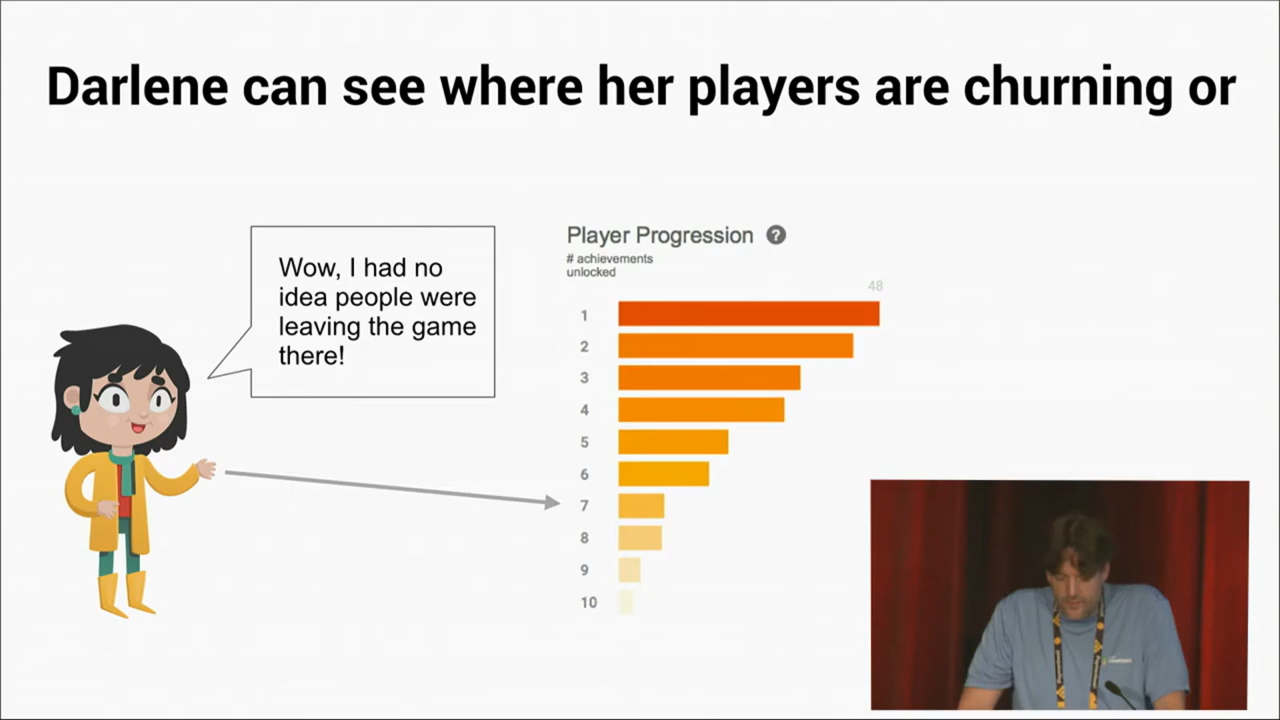 Darlene can see where her players are churning or
Wow, I had no
idea people were
leaving the game
there!
Player Progression ?
# achievements
unlocked
48
1
2
3
4
5
6
7
8
9
10